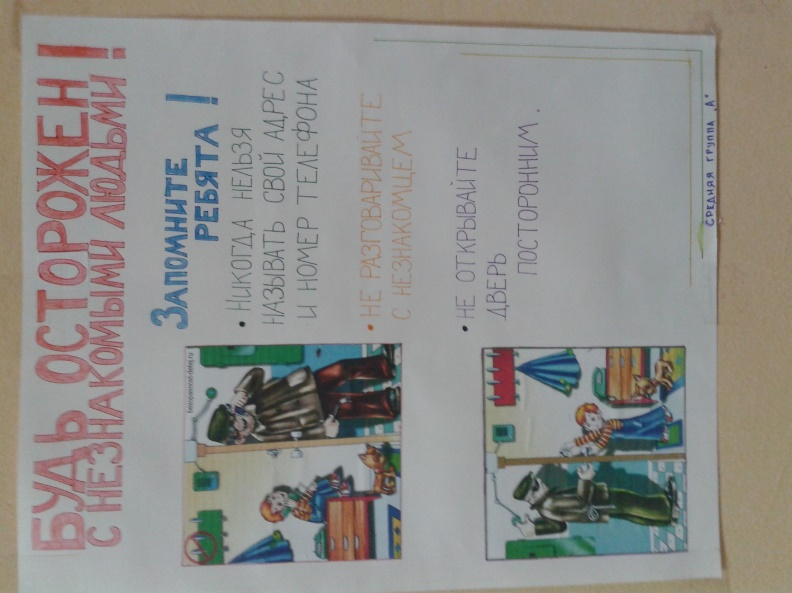 БУДЬ ОСТОРОЖЕН!
С НЕЗНАКОМЫМИ ЛЮДЬМИ!
ЗАПОМНИТЕ
РЕБЯТА!
• НИКОГДА НЕЛЬЗЯ
НАЗЫВАТЬ СВОЙ АДРЕС
И НОМЕР ТЕЛЕФОНА
• НЕ РАЗГОВАРИВАЙТЕ
С НЕЗНАКОМЦЕМ
• НЕ ОТКРЫВАЙТЕ
ДВЕРЬ
ПОСТОРОННИМ.
СРЕДНЯЯ ГРУППА "А"